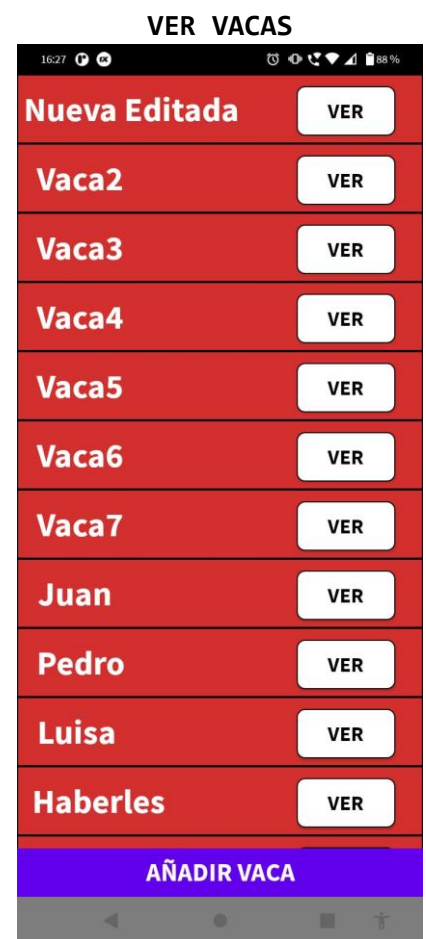 VER VACAS
16:27 88 %
Nueva Editada VER
Vaca2 VER
Vaca3 VER
Vaca4 VER
Vaca5 VER
Vaca6 VER
Vaca7 VER
Juan VER
Pedro VER
Luisa VER
Haberles VER
AÑADIR VACA